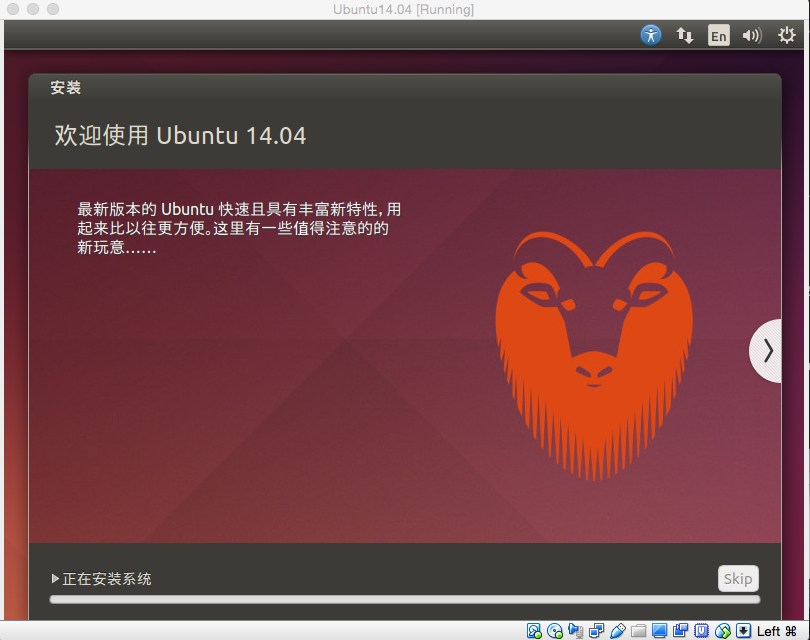 Ubuntu14.04 [Running]
En
安装
欢迎使用 Ubuntu 14.04
最新版本的 Ubuntu 快速且具有丰富新特性，用
起来比以往更方便。这里有一些值得注意的的
新玩意……
正在安装系统
Skip
Left ⌘